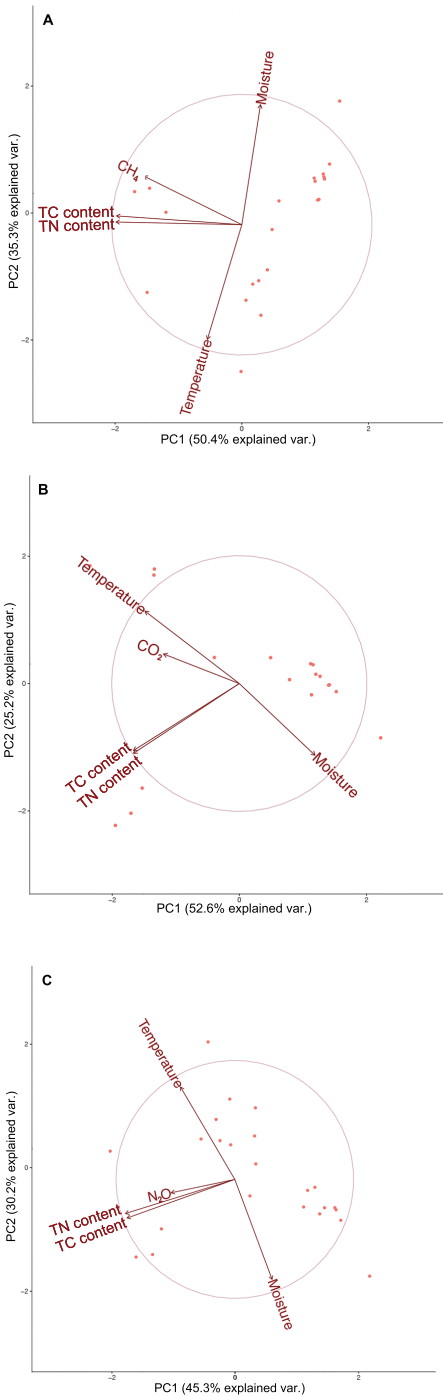 A
Moisture
2
CH4
TC content
0
TN content
PC2 (35.3% explained var.)
−2
Temperature
−2
0
2
PC1 (50.4% explained var.)
B
2
Temperature
CO2
PC2 (25.2% explained var.)
0
TC content
TN content
Moisture
−2
−2
0
2
PC1 (52.6% explained var.)
C
2
Temperature
PC2 (30.2% explained var.)
0
N2O
TN content
TC content
Moisture
−2
−2
0
2
PC1 (45.3% explained var.)